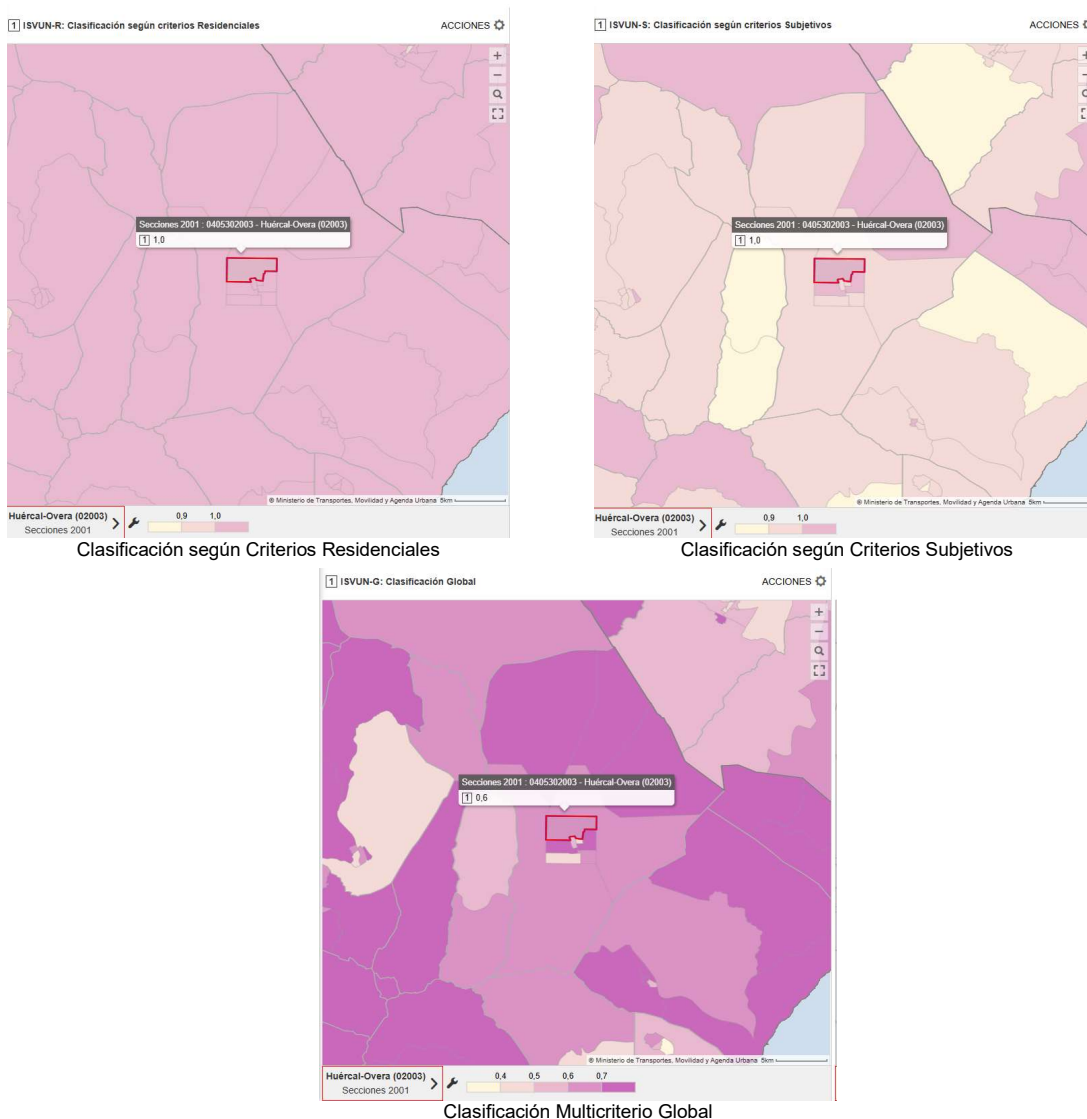 1 ISVUN-R: Clasificación según criterios Residenciales
ACCIONES
+
−
Secciones 2001 : 0405302003 - Huércal-Overa (02003)
1 1,0
® Ministerio de Transportes, Movilidad y Agenda Urbana 5km
Huércal-Overa (02003)
Secciones 2001
0,9 1,0
Clasificación según Criterios Residenciales
1 ISVUN-S: Clasificación según criterios Subjetivos
ACCIONES
+
−
Secciones 2001 : 0405302003 - Huércal-Overa (02003)
1 1,0
® Ministerio de Transportes, Movilidad y Agenda Urbana 5km
Huércal-Overa (02003)
Secciones 2001
0,9 1,0
Clasificación según Criterios Subjetivos
1 ISVUN-G: Clasificación Global
ACCIONES
+
−
Secciones 2001 : 0405302003 - Huércal-Overa (02003)
1 0,6
® Ministerio de Transportes, Movilidad y Agenda Urbana 5km
Huércal-Overa (02003)
Secciones 2001
0,4 0,5 0,6 0,7
Clasificación Multicriterio Global